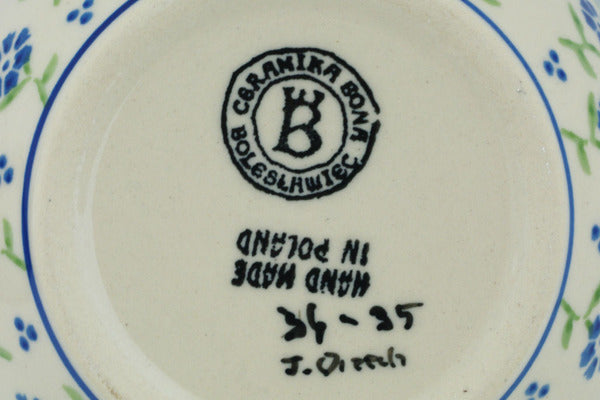 CERAMIKA BONA
B
BOLESŁAWIEC
HAND MADE
IN POLAND
34-35
J.